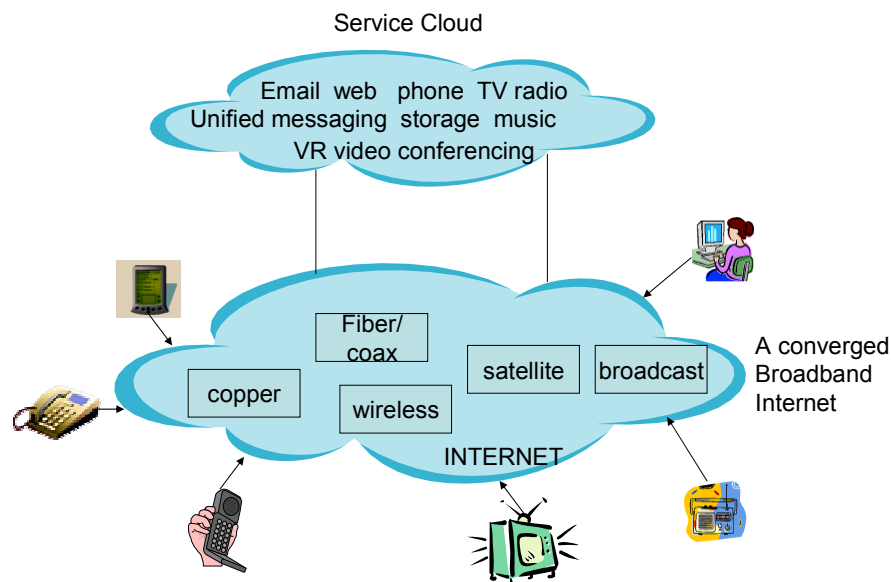 Service Cloud
Email web phone TV radio
Unified messaging storage music
VR video conferencing
Fiber/
coax
copper
wireless
satellite
broadcast
INTERNET
A converged
Broadband
Internet